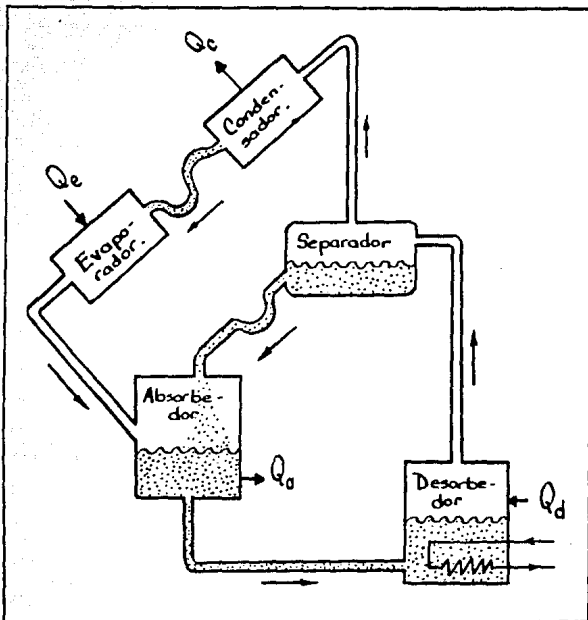 Qc
Conden-
sador.
Qe
Evapo-
rador.
Separador
Absorbe-
dor
Qa
Desorbe-
dor
Qd